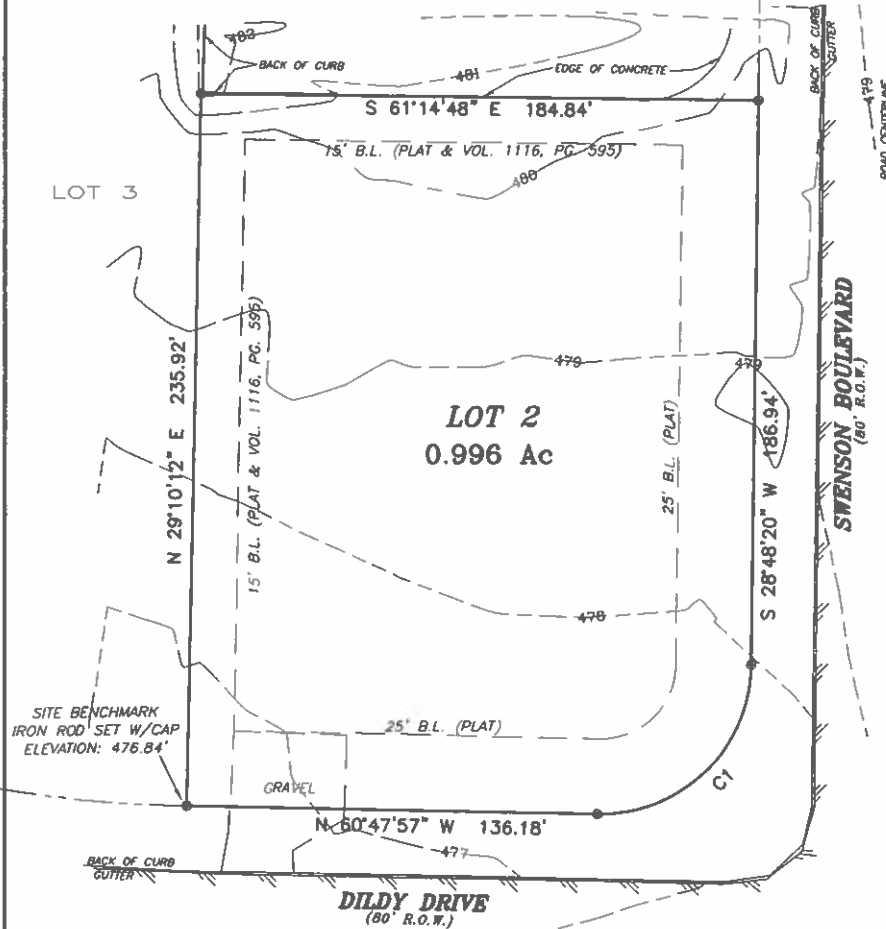 482
BACK OF CURB
481
EDGE OF CONCRETE
BACK OF CURB
GUTTER
479
ROAD CENTERLINE
S 61°14'48" E 184.84'
15' B.L. (PLAT & VOL. 1116, PG. 595)
480
LOT 3
N 29°10'12" E 235.92'
15' B.L. (PLAT & VOL. 1116, PG. 595)
479
479
LOT 2
0.996 Ac
25' B.L. (PLAT)
S 28°48'20" W 186.94'
SWENSON BOULEVARD
(80' R.O.W.)
478
SITE BENCHMARK
IRON ROD SET W/CAP
ELEVATION: 476.84'
25' B.L. (PLAT)
GRAVEL
C1
N 60°47'57" W 136.18'
477
BACK OF CURB
GUTTER
DILDY DRIVE
(80' R.O.W.)